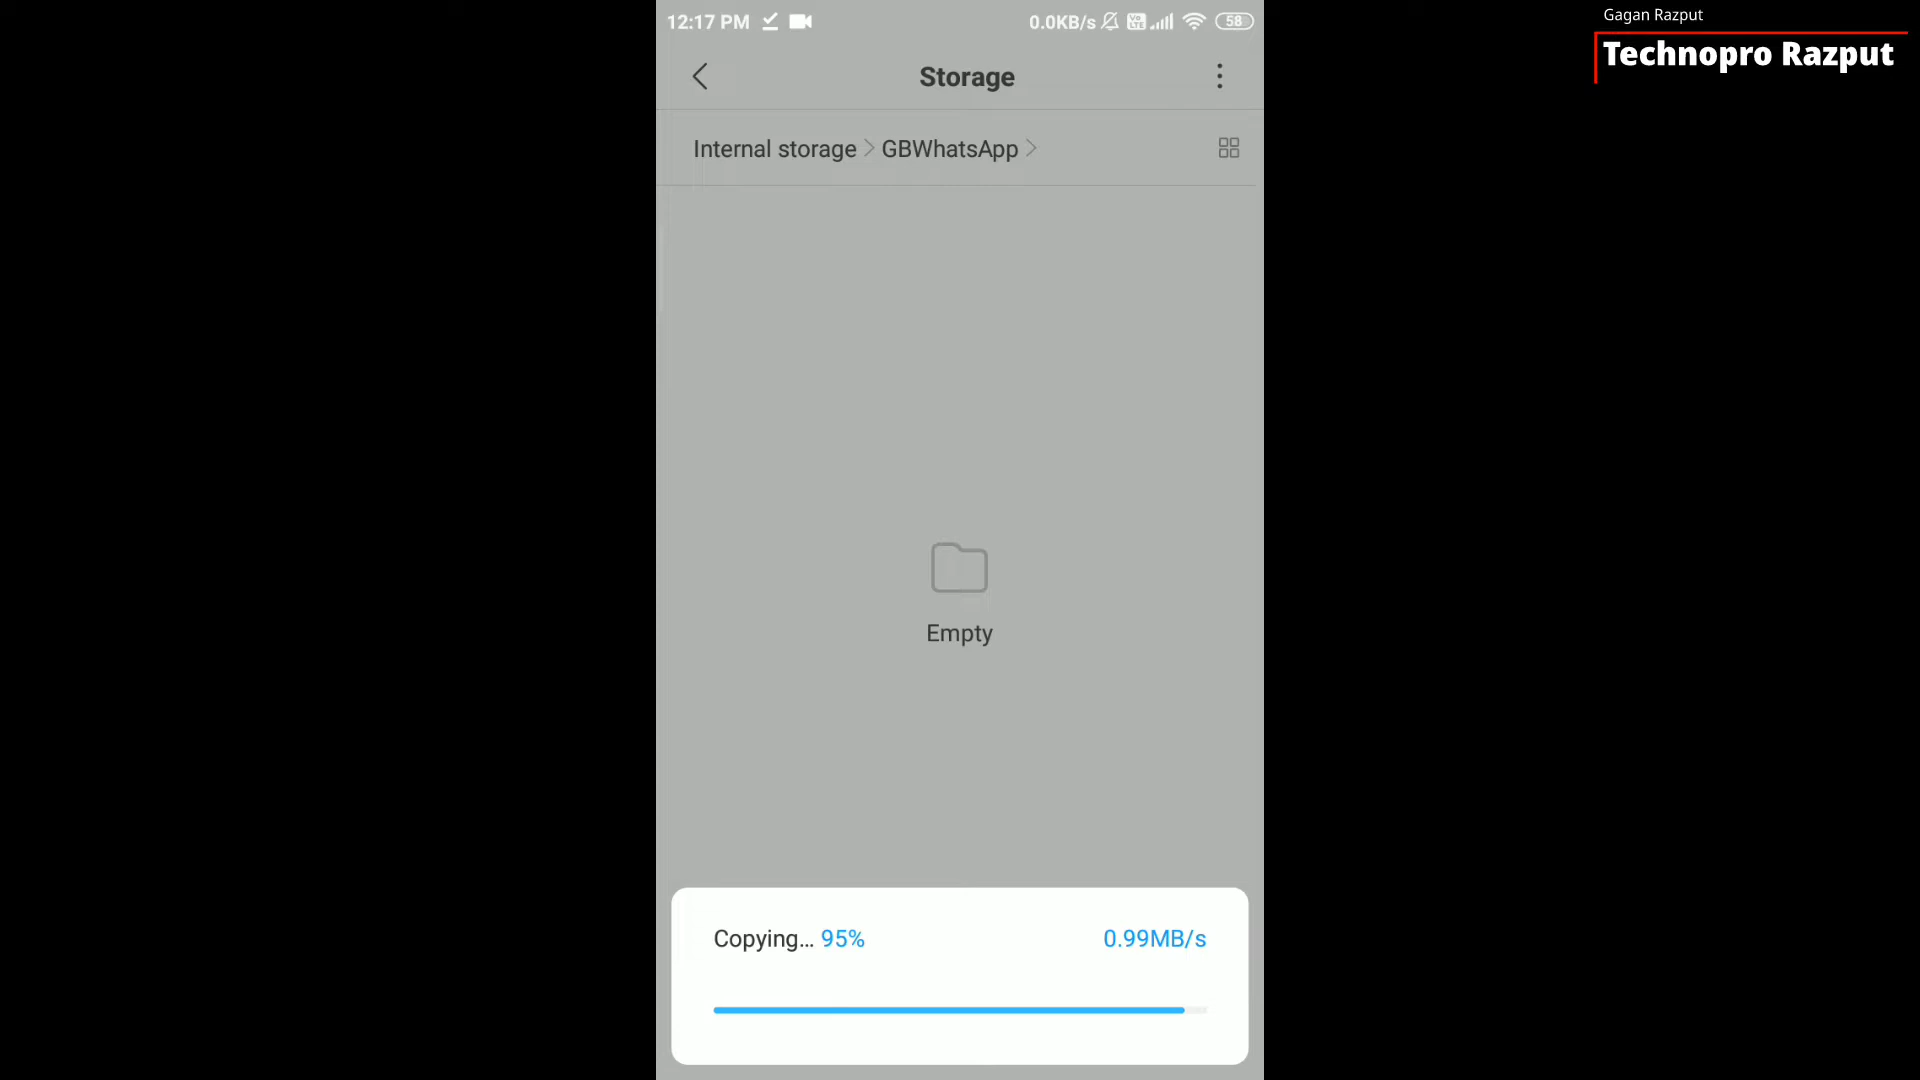 Gagan Razput
Technopro Razput
12:17 PM 0.0KB/s 58
Storage
Internal storage GBWhatsApp
Empty
Copying... 95% 0.99MB/s